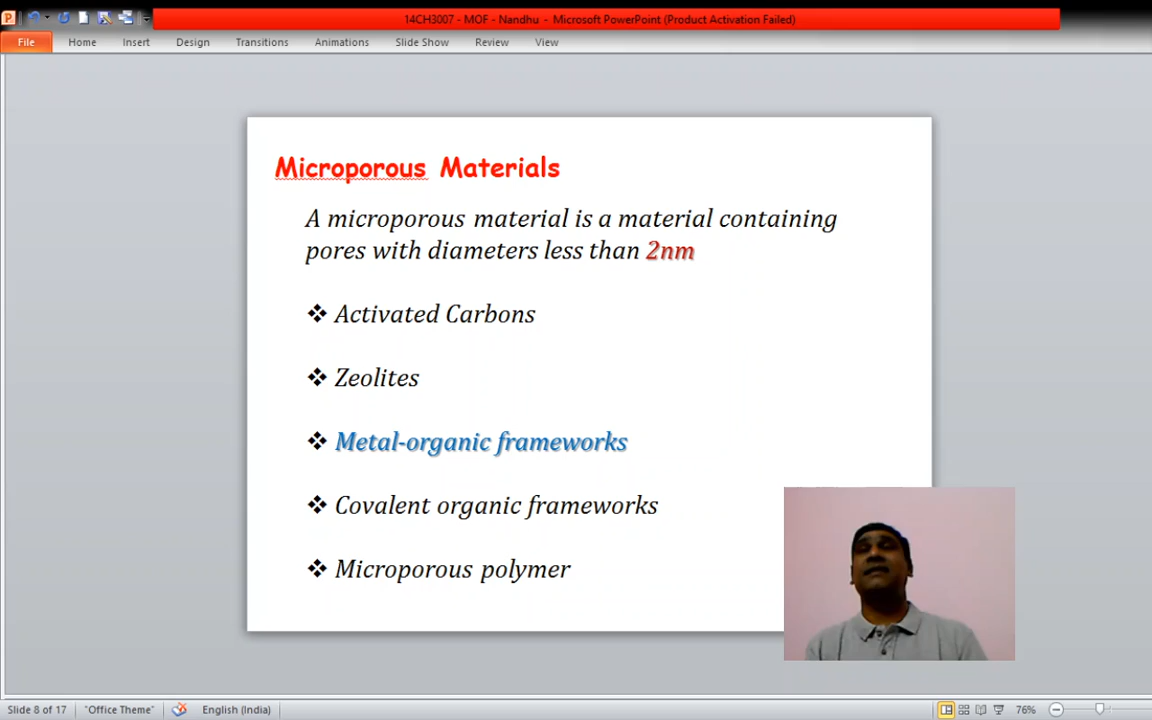 14CH3007 - MOF - Nandhu - Microsoft PowerPoint (Product Activation Failed)
File Home Insert Design Transitions Animations Slide Show Review View
Microporous Materials
A microporous material is a material containing
pores with diameters less than 2nm
❖ Activated Carbons
❖ Zeolites
❖ Metal-organic frameworks
❖ Covalent organic frameworks
❖ Microporous polymer
Slide 8 of 17 "Office Theme" English (India) 76%